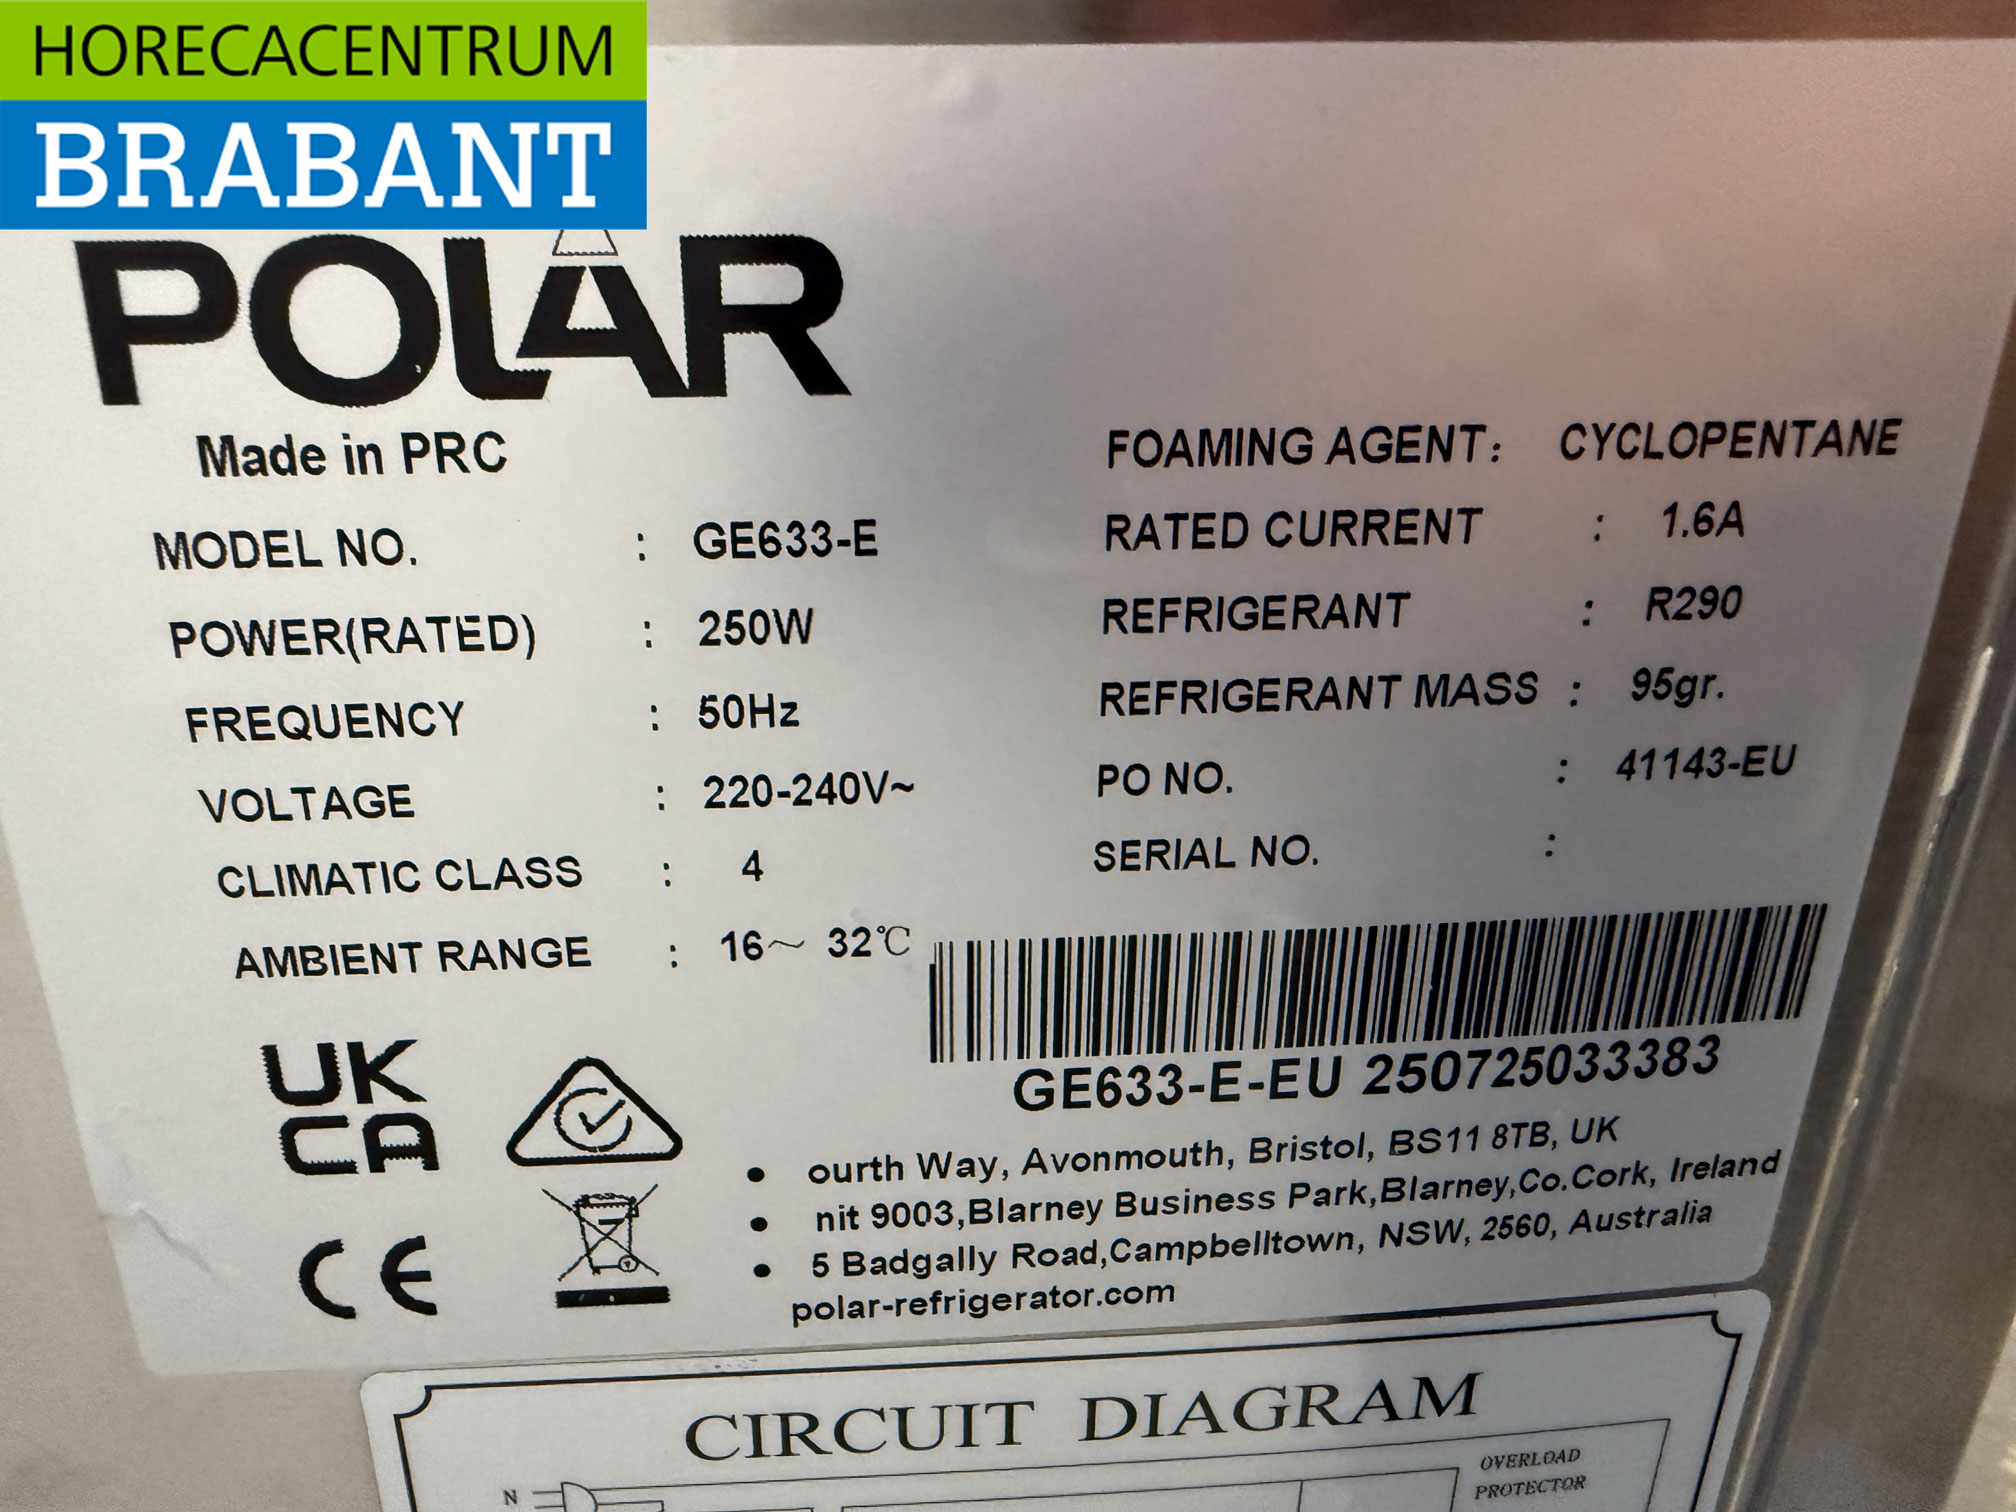 HORECACENTRUM
BRABANT
POLAR
Made in PRC
MODEL NO. : GE633-E
POWER(RATED) : 250W
FREQUENCY : 50Hz
VOLTAGE : 220-240V~
CLIMATIC CLASS : 4
AMBIENT RANGE : 16～ 32℃
FOAMING AGENT: CYCLOPENTANE
RATED CURRENT : 1.6A
REFRIGERANT : R290
REFRIGERANT MASS : 95gr.
PO NO. : 41143-EU
SERIAL NO. :
GE633-E-EU 250725033383
UK
CA
CE
• ourth Way, Avonmouth, Bristol, BS11 8TB, UK
• nit 9003,Blarney Business Park,Blarney,Co.Cork, Ireland
• 5 Badgally Road,Campbelltown, NSW, 2560, Australia
polar-refrigerator.com
CIRCUIT DIAGRAM
OVERLOAD
PROTECTOR
N